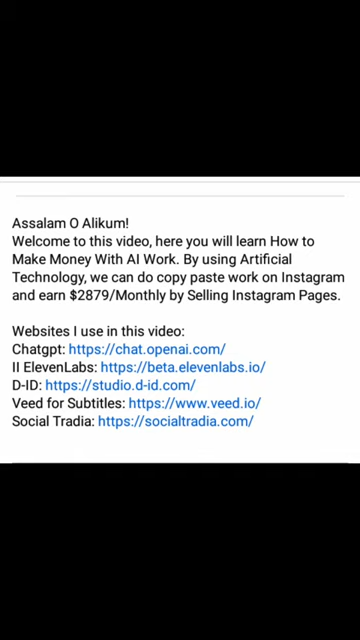 Assalam O Alikum!
Welcome to this video, here you will learn How to
Make Money With AI Work. By using Artificial
Technology, we can do copy paste work on Instagram
and earn $2879/Monthly by Selling Instagram Pages.
Websites I use in this video:
Chatgpt: https://chat.openai.com/
II ElevenLabs: https://beta.elevenlabs.io/
D-ID: https://studio.d-id.com/
Veed for Subtitles: https://www.veed.io/
Social Tradia: https://socialtradia.com/